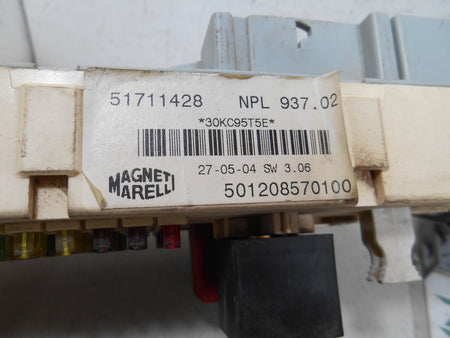 51711428 NPL 937.02
*30KC95T5E*
27-05-04 SW 3.06
MAGNETI
MARELLI
501208570100